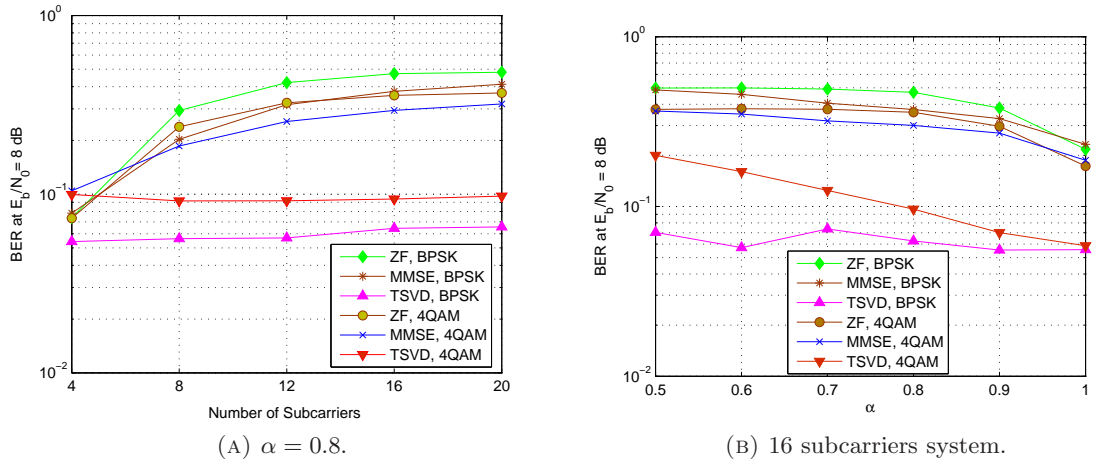 10^0
10^-1
10^-2
BER at E_b/N_0= 8 dB
4 8 12 16 20
Number of Subcarriers
ZF, BPSK
MMSE, BPSK
TSVD, BPSK
ZF, 4QAM
MMSE, 4QAM
TSVD, 4QAM
(A) α = 0.8.
10^0
10^-1
10^-2
BER at E_b/N_0 = 8 dB
0.5 0.6 0.7 0.8 0.9 1
α
ZF, BPSK
MMSE, BPSK
TSVD, BPSK
ZF, 4QAM
MMSE, 4QAM
TSVD, 4QAM
(B) 16 subcarriers system.